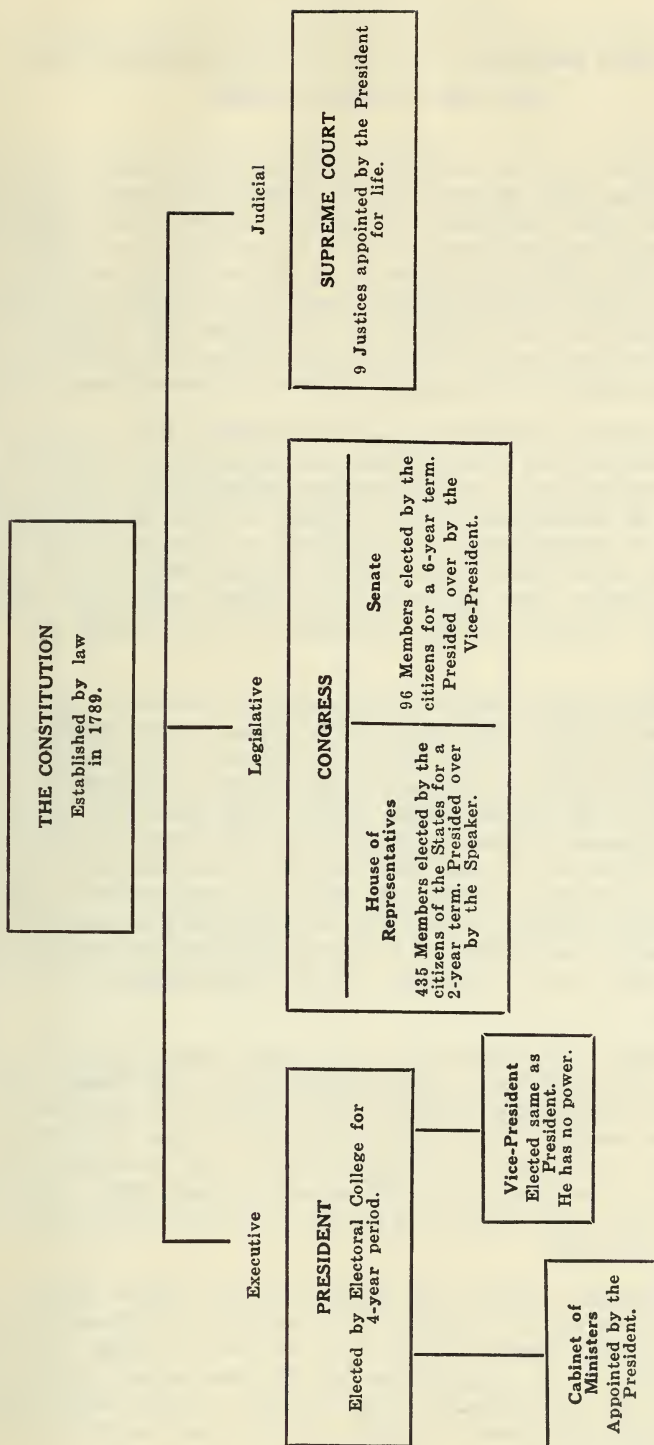 THE CONSTITUTION
Established by law
in 1789.
Executive
Legislative
Judicial
PRESIDENT
Elected by Electoral College for
4-year period.
Cabinet of
Ministers
Appointed by the
President.
Vice-President
Elected same as
President.
He has no power.
CONGRESS
House of
Representatives
435 Members elected by the
citizens of the States for a
2-year term. Presided over
by the Speaker.
Senate
96 Members elected by the
citizens for a 6-year term.
Presided over by the
Vice-President.
SUPREME COURT
9 Justices appointed by the President
for life.